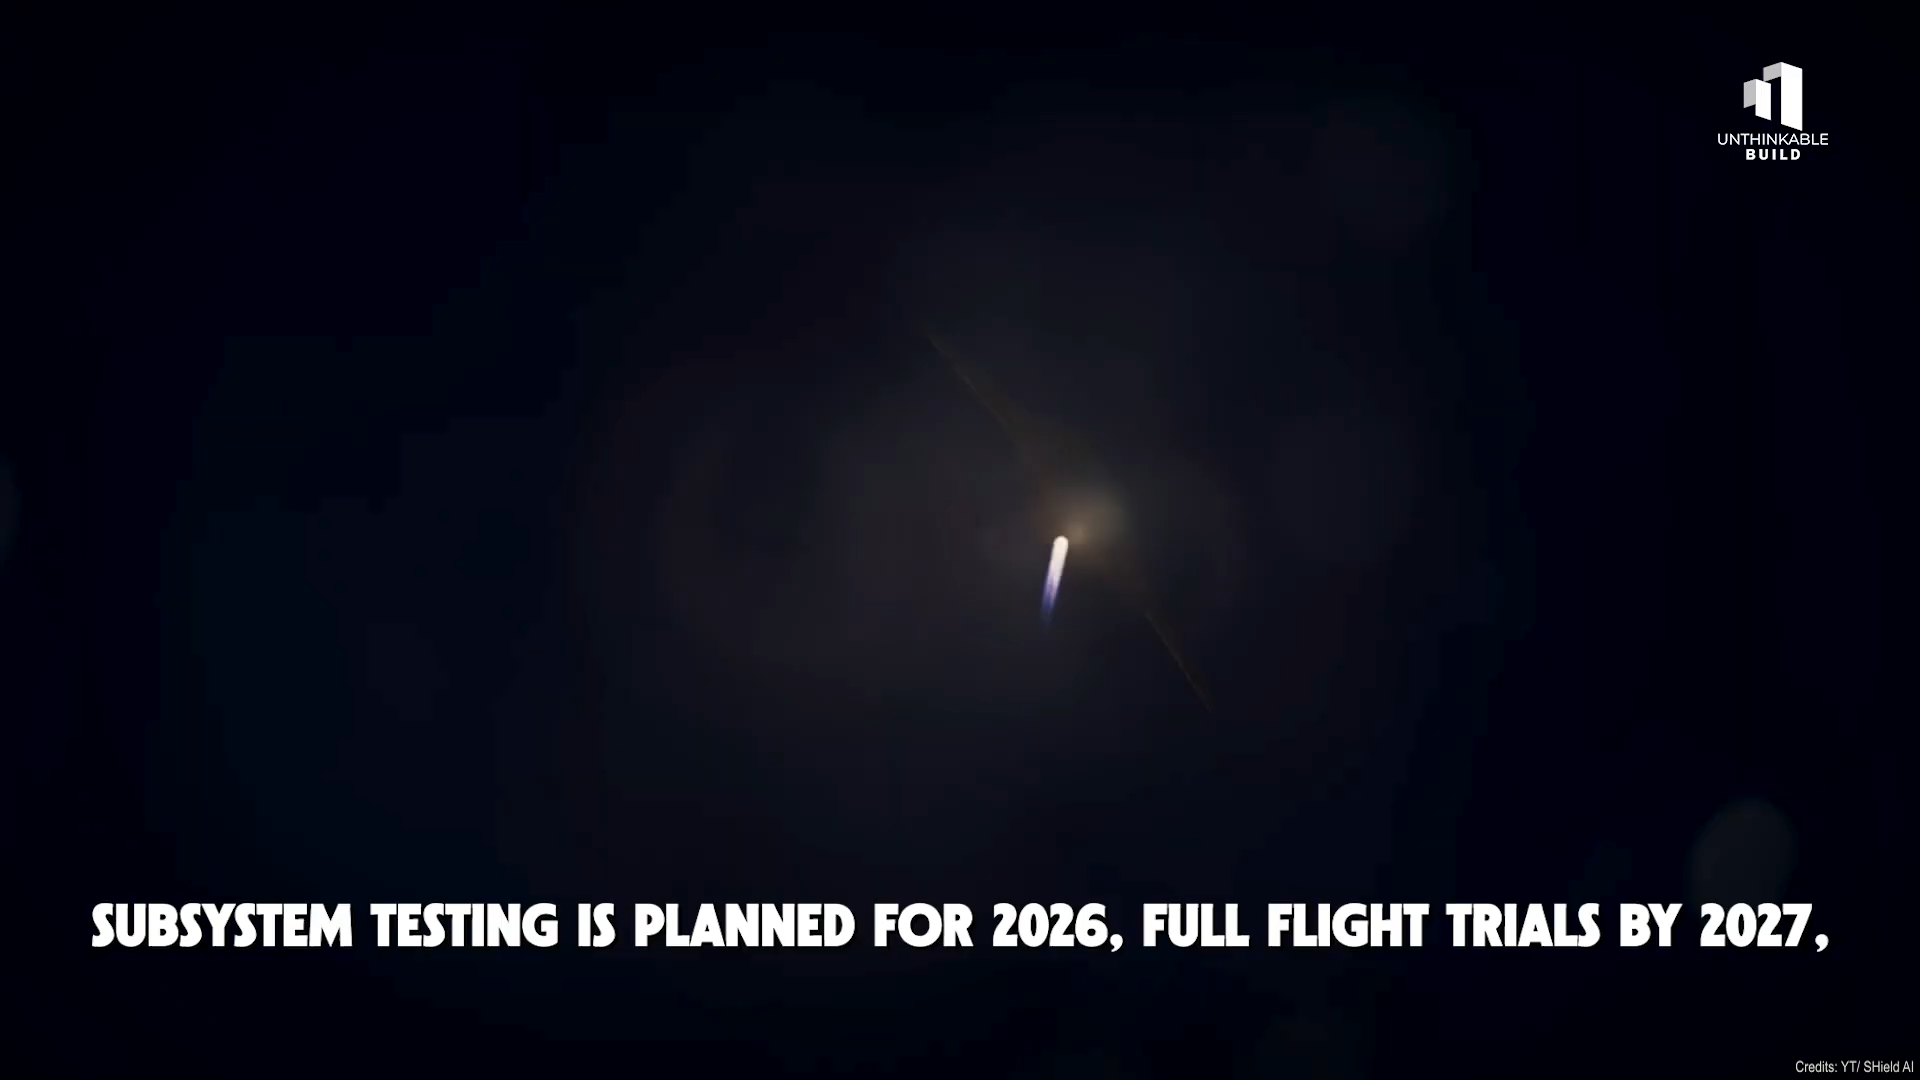 UNTHINKABLE
BUILD
SUBSYSTEM TESTING IS PLANNED FOR 2026, FULL FLIGHT TRIALS BY 2027,
Credits: YT/ SHield AI